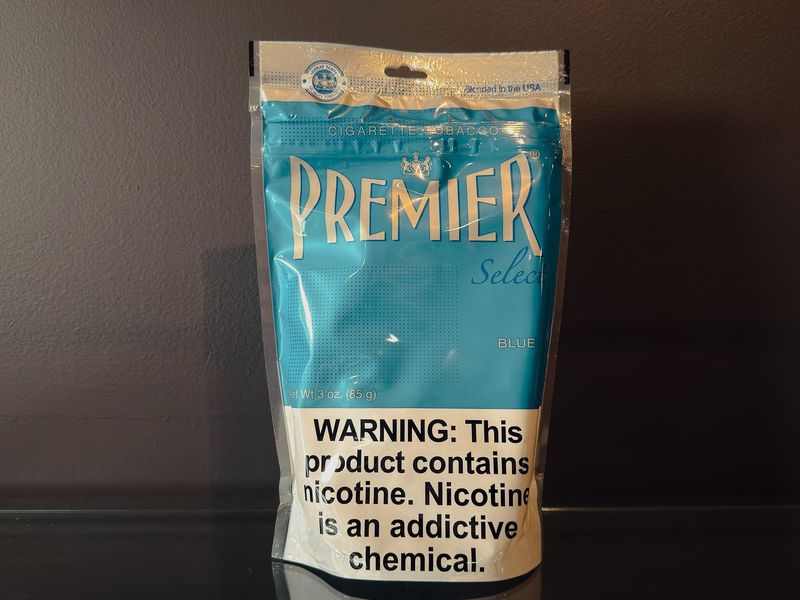 Blended in the USA
CIGARETTE TOBACCO
PREMIER®
Select
BLUE
Net Wt 3 oz. (85 g)
WARNING: This
product contains
nicotine. Nicotine
is an addictive
chemical.